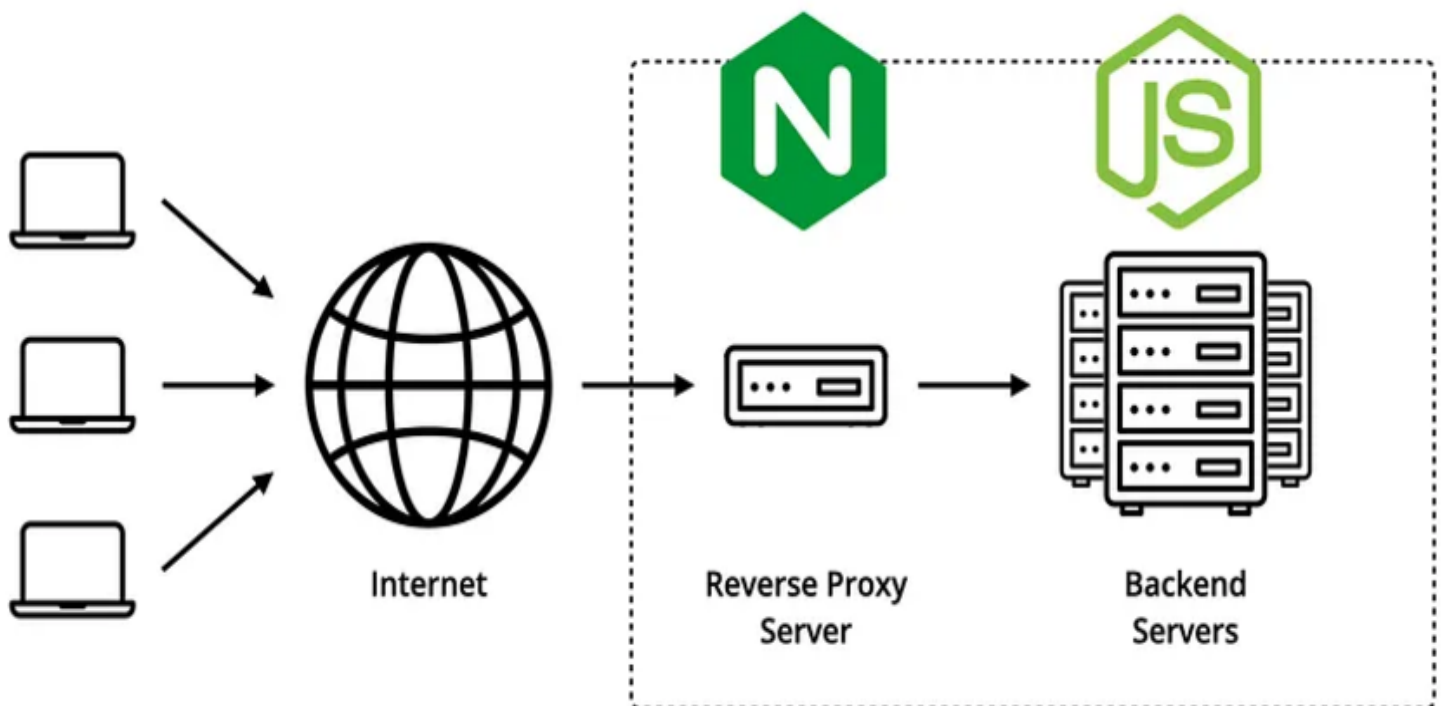 N
JS
Internet
Reverse Proxy
Server
Backend
Servers